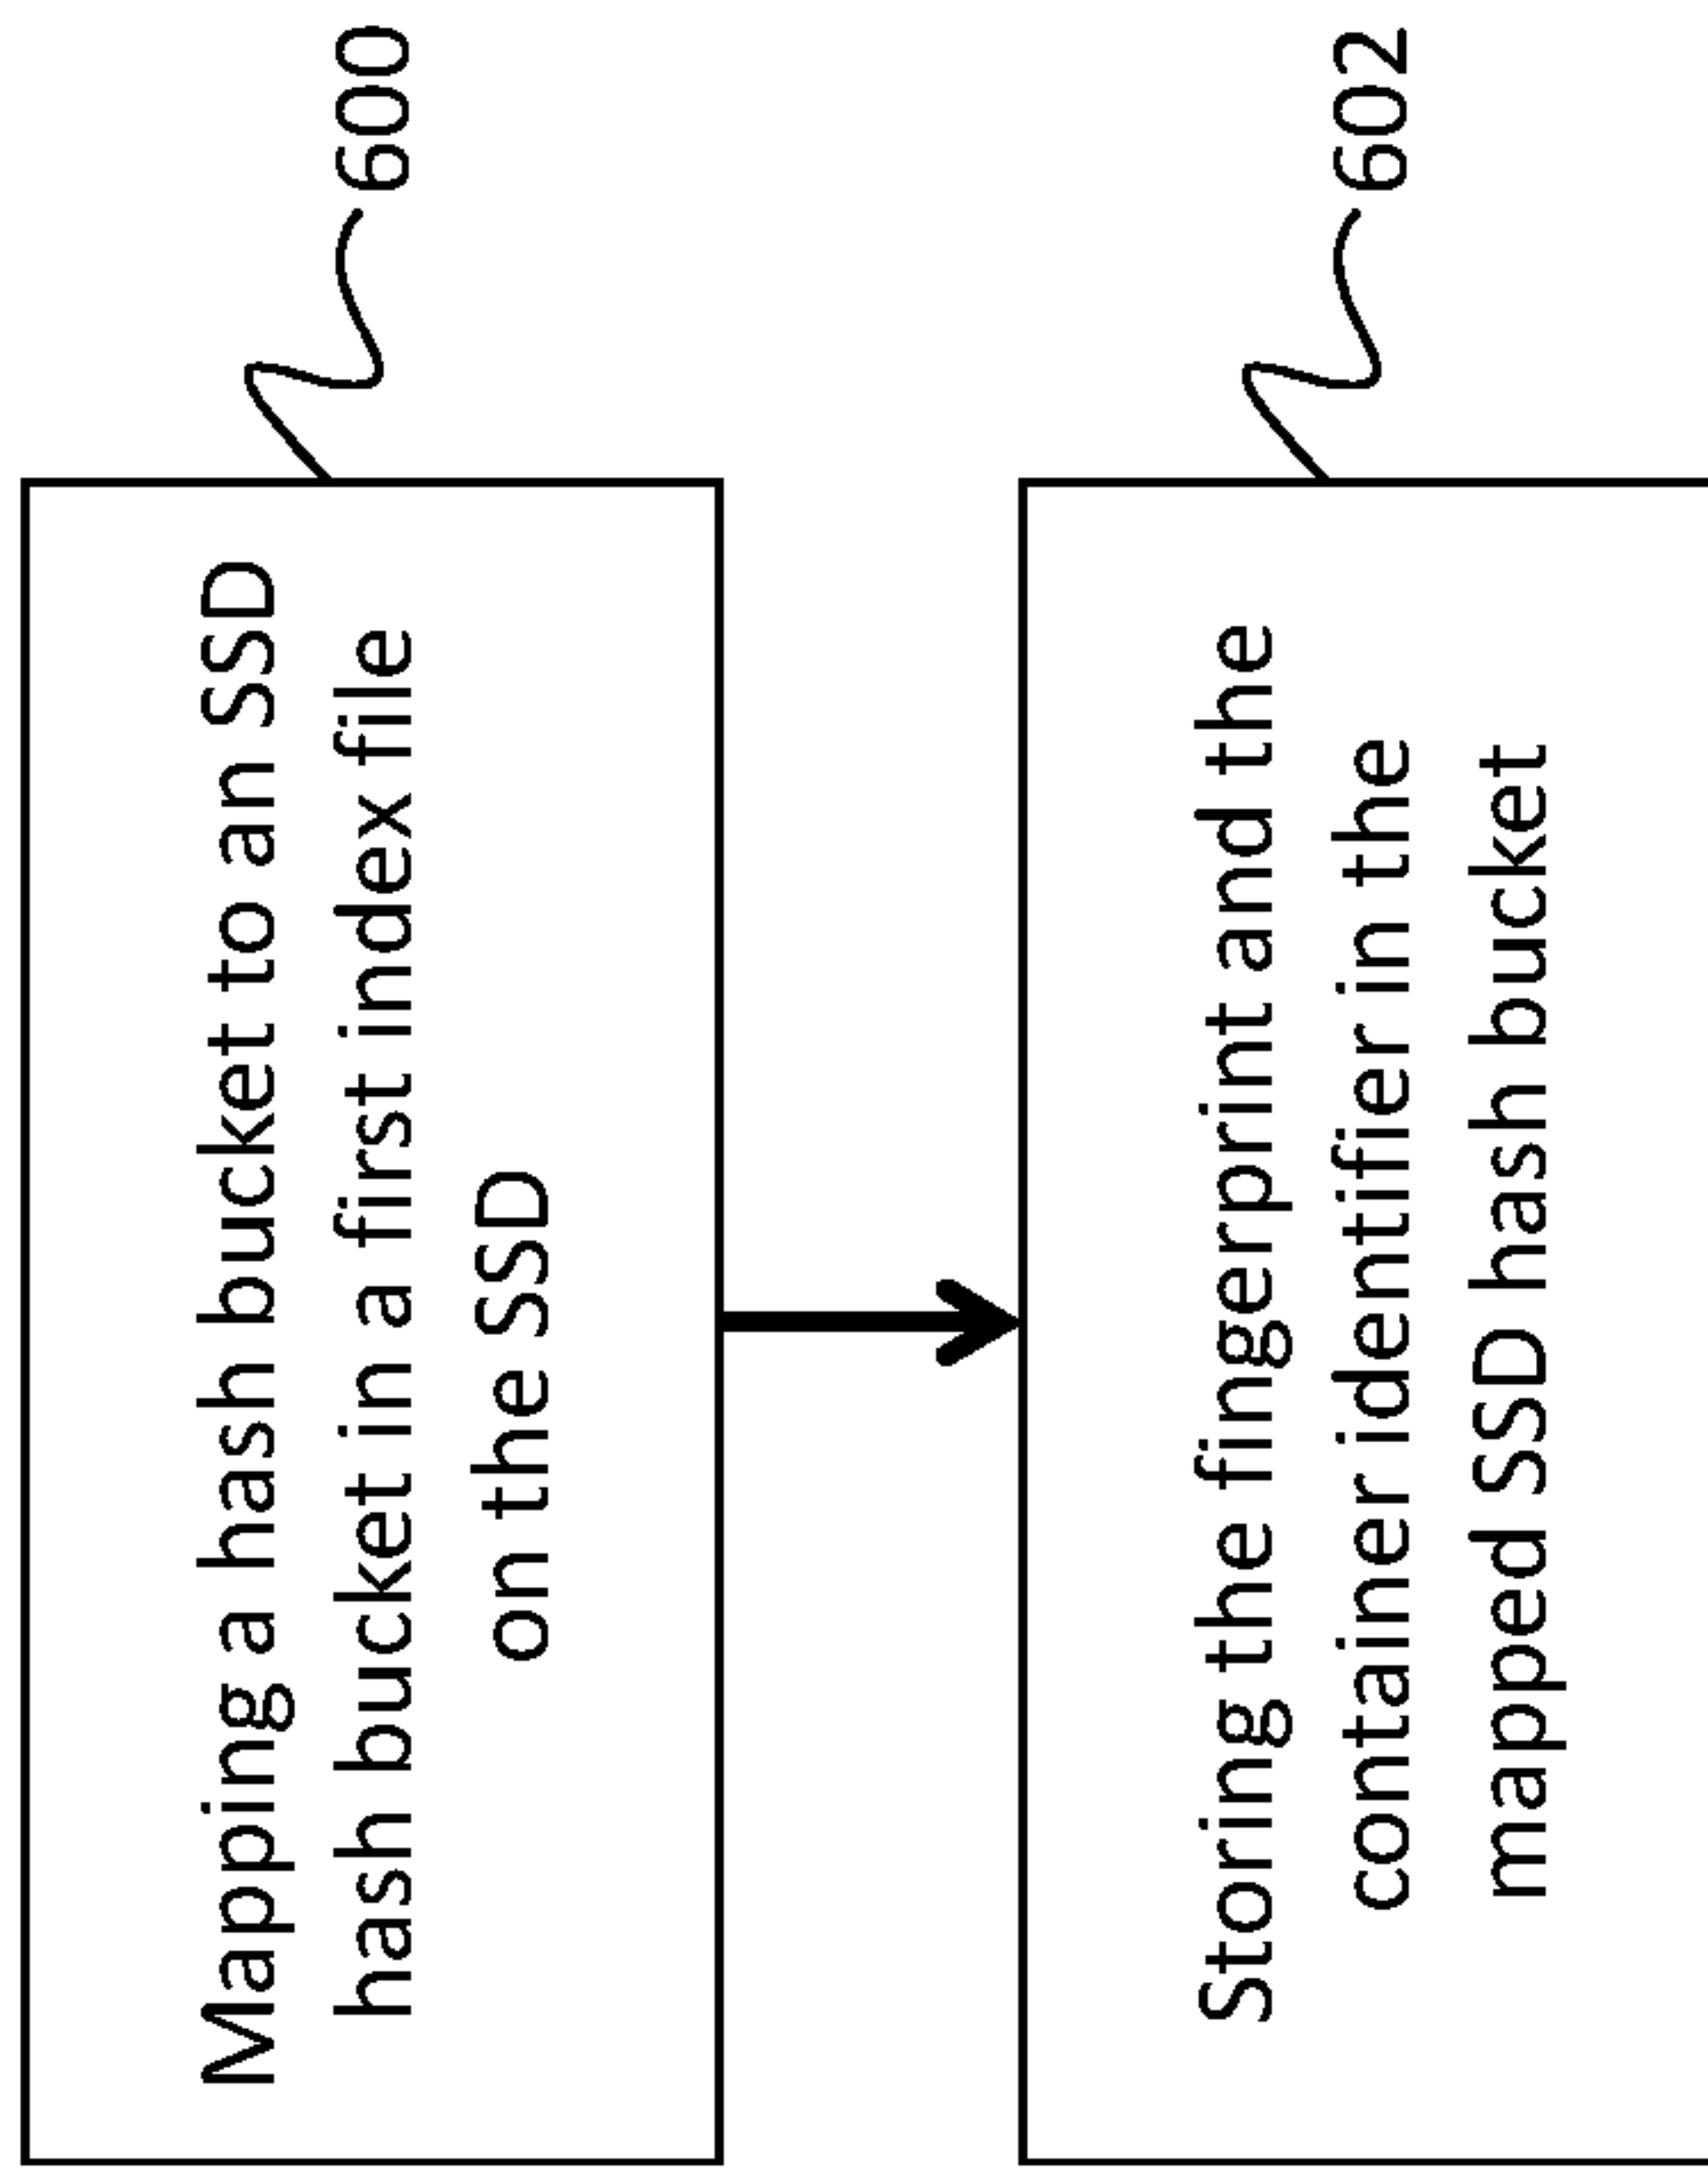 Mapping a hash bucket to an SSD
hash bucket in a first index file
on the SSD
600
Storing the fingerprint and the
container identifier in the
mapped SSD hash bucket
602